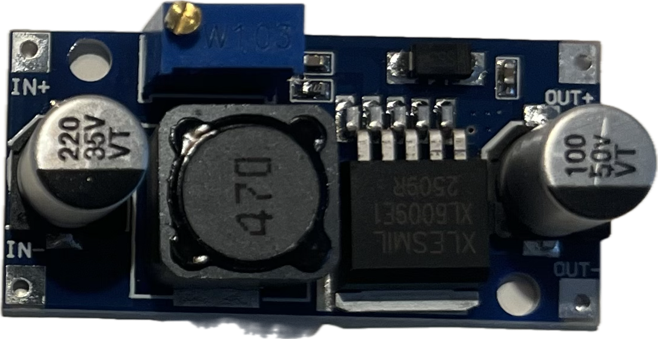 W103
IN+
OUT+
220
35V
VT
100
50V
VT
470
XLESMIL
XL6009E1
2509R
IN-
OUT-